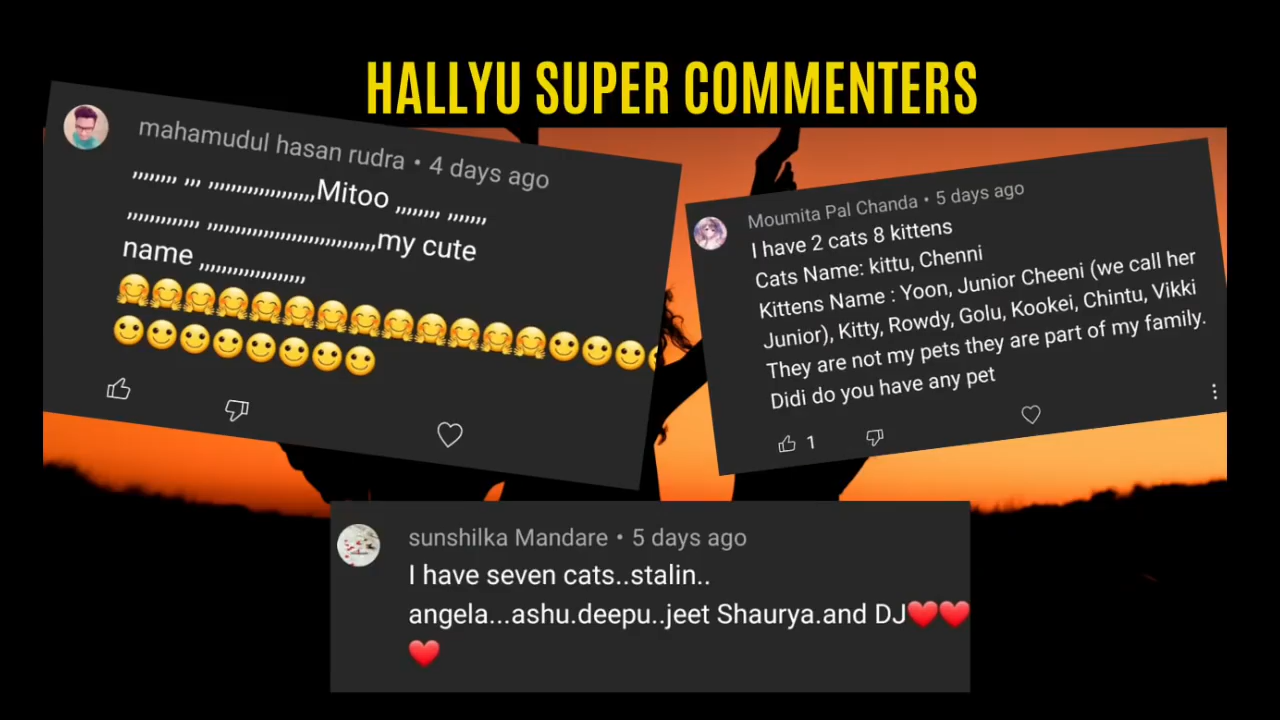 HALLYU SUPER COMMENTERS
mahamudul hasan rudra • 4 days ago
,,,,,,,, ,,, ,,,,,,,,,,,,,,,,,,,Mitoo ,,,,,,,, ,,,,,,,
,,,,,,,,,,,,, ,,,,,,,,,,,,,,,,,,,,,,,,,,,,,,my cute
name ,,,,,,,,,,,,,,,,,,,
🤗🤗🤗🤗🤗🤗🤗🤗🤗🤗🤗🤗🤗🙂🙂🙂🙂
🙂🙂🙂🙂🙂🙂🙂🙂
Moumita Pal Chanda • 5 days ago
I have 2 cats 8 kittens
Cats Name: kittu, Chenni
Kittens Name : Yoon, Junior Cheeni (we call her
Junior), Kitty, Rowdy, Golu, Kookei, Chintu, Vikki
They are not my pets they are part of my family.
Didi do you have any pet
1
sunshilka Mandare • 5 days ago
I have seven cats..stalin..
angela...ashu.deepu..jeet Shaurya.and DJ❤️❤️
❤️